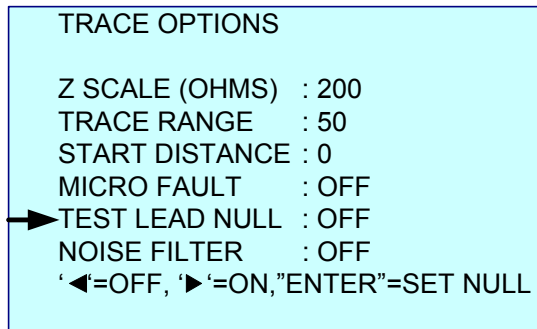 TRACE OPTIONS
Z SCALE (OHMS) : 200
TRACE RANGE : 50
START DISTANCE : 0
MICRO FAULT : OFF
TEST LEAD NULL : OFF
NOISE FILTER : OFF
‘◄‘=OFF, ‘►‘=ON,”ENTER”=SET NULL